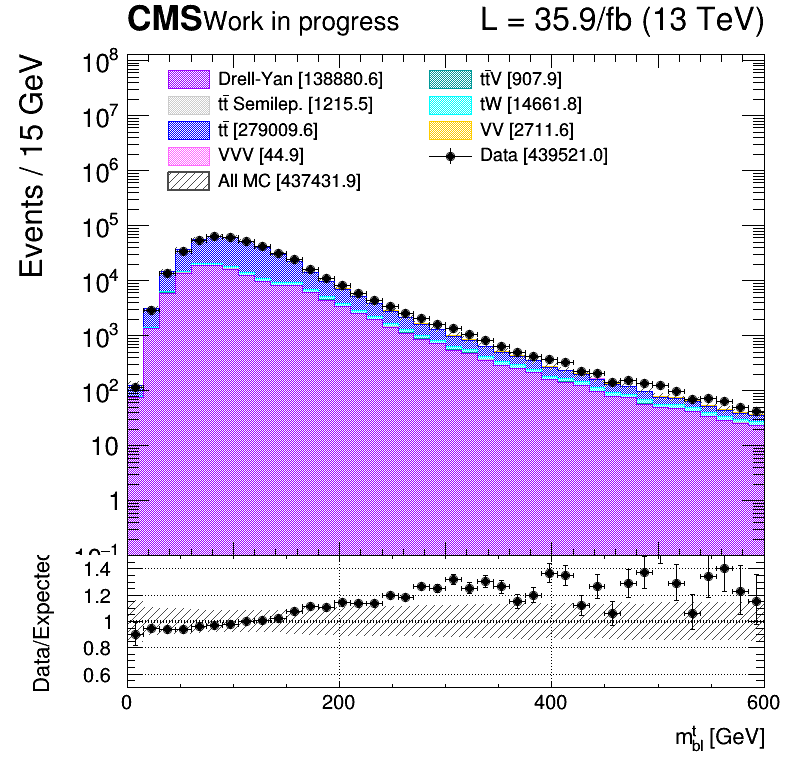 CMS Work in progress L = 35.9/fb (13 TeV)
Events / 15 GeV
10^8
10^7
10^6
10^5
10^4
10^3
10^2
10
1
10^-1
Drell-Yan [138880.6]
tt̄ Semilep. [1215.5]
tt̄ [279009.6]
VVV [44.9]
All MC [437431.9]
tt̄V [907.9]
tW [14661.8]
VV [2711.6]
Data [439521.0]
Data/Expected
1.4
1.2
1
0.8
0.6
0 200 400 600
m^t_bl [GeV]